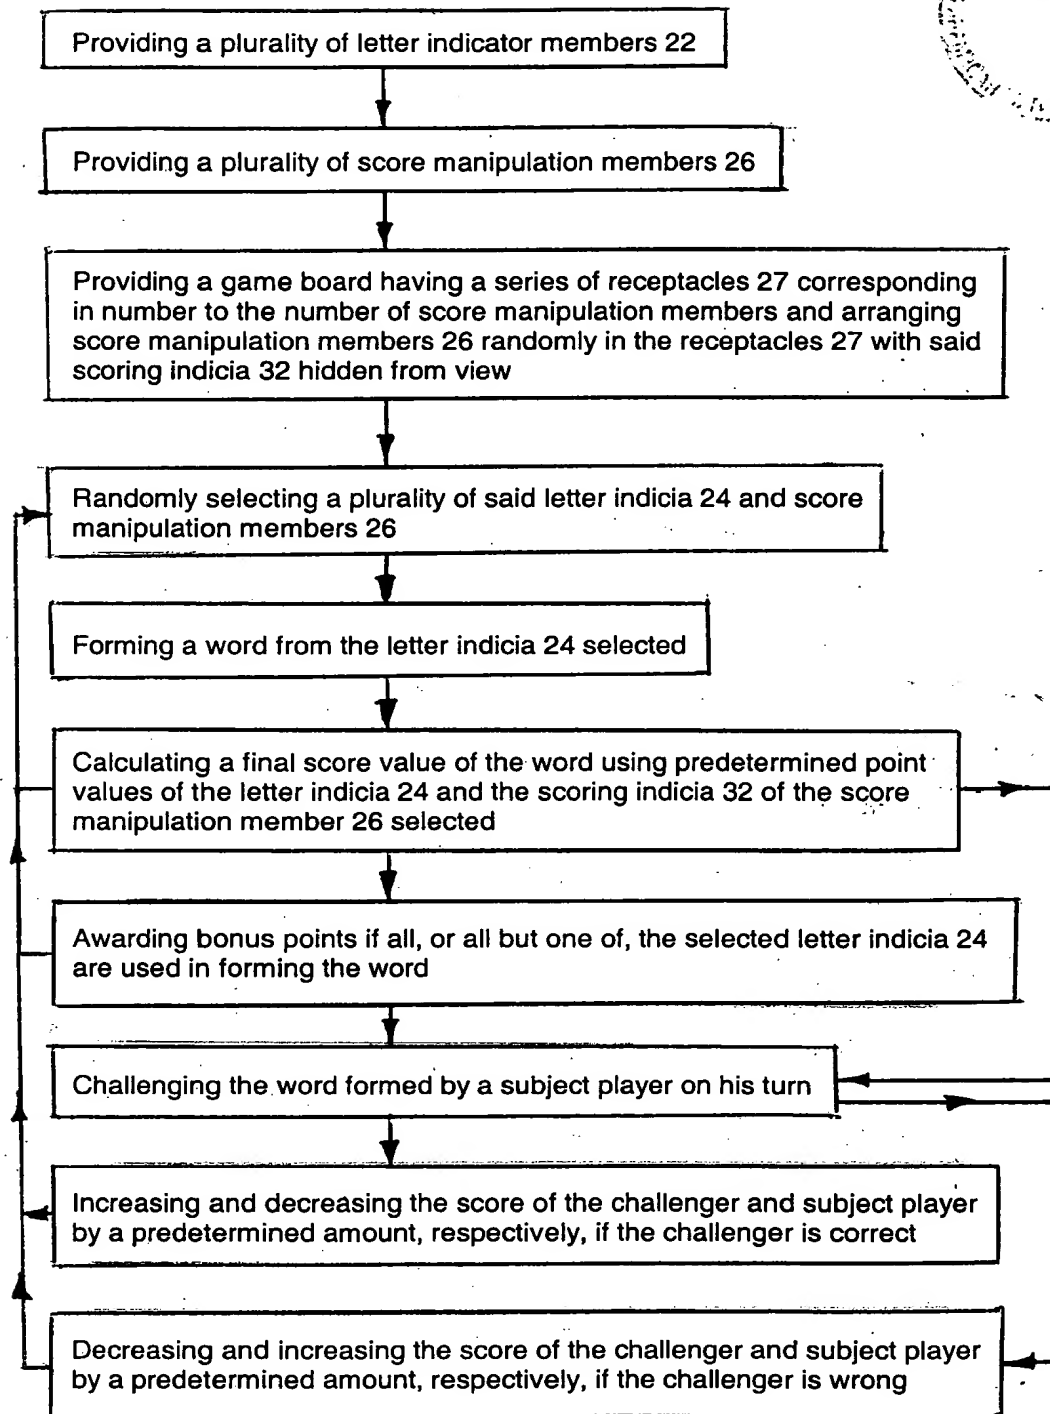 Providing a plurality of letter indicator members 22
Providing a plurality of score manipulation members 26
Providing a game board having a series of receptacles 27 corresponding
in number to the number of score manipulation members and arranging
score manipulation members 26 randomly in the receptacles 27 with said
scoring indicia 32 hidden from view
Randomly selecting a plurality of said letter indicia 24 and score
manipulation members 26
Forming a word from the letter indicia 24 selected
Calculating a final score value of the word using predetermined point
values of the letter indicia 24 and the scoring indicia 32 of the score
manipulation member 26 selected
Awarding bonus points if all, or all but one of, the selected letter indicia 24
are used in forming the word
Challenging the word formed by a subject player on his turn
Increasing and decreasing the score of the challenger and subject player
by a predetermined amount, respectively, if the challenger is correct
Decreasing and increasing the score of the challenger and subject player
by a predetermined amount, respectively, if the challenger is wrong